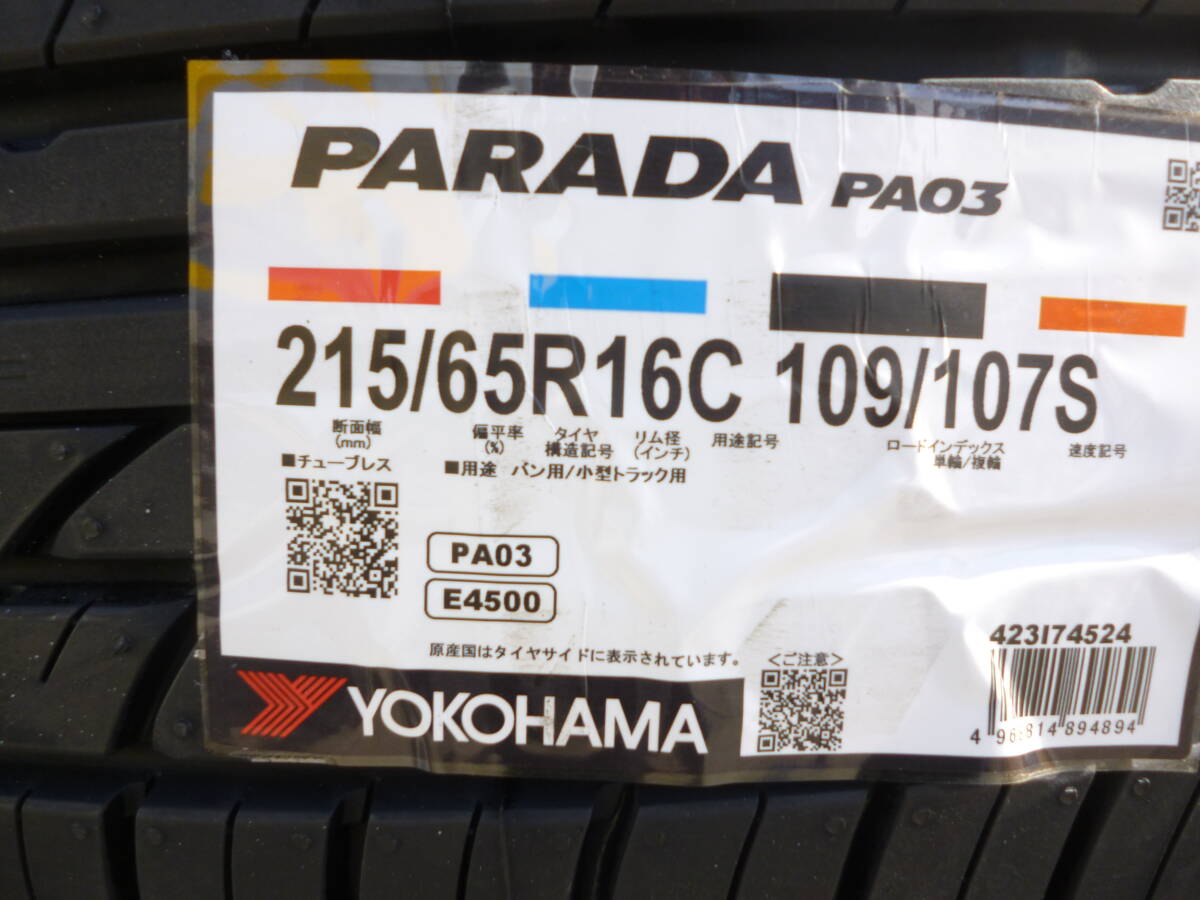 PARADA PA03
215/65R16C 109/107S
断面幅 (mm)
偏平率 (%)
タイヤ 構造記号
リム径 (インチ)
用途記号
ロードインデックス 単輪/複輪
速度記号
■チューブレス
■用途 バン用/小型トラック用
PA03
E4500
原産国はタイヤサイドに表示されています。
<ご注意>
423I74524
YOKOHAMA